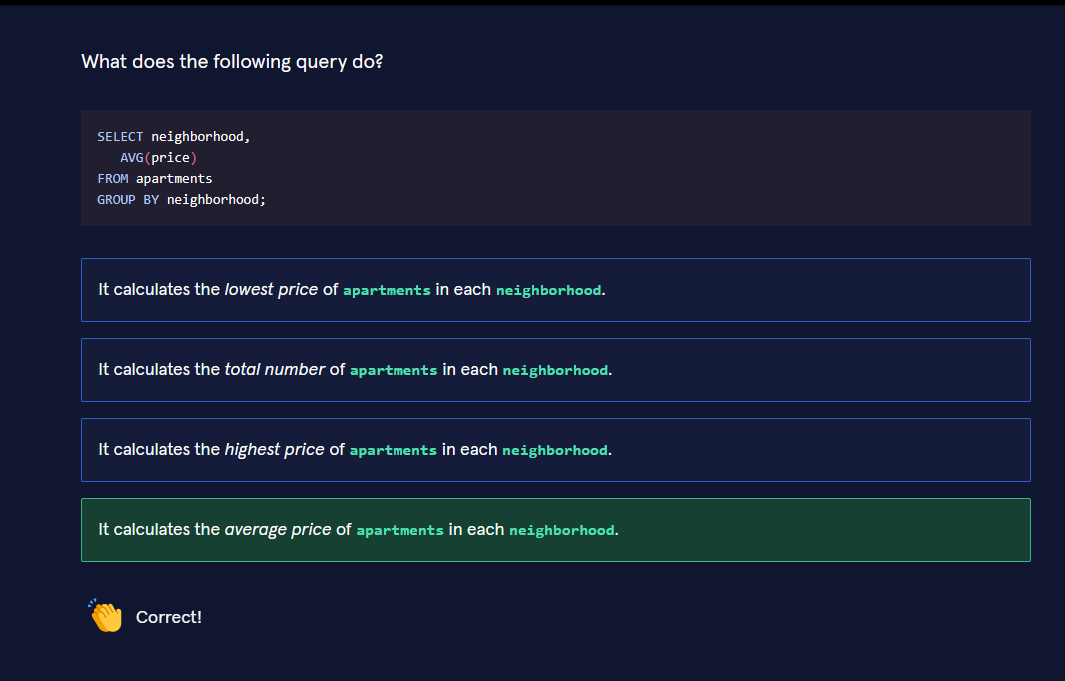 What does the following query do?
SELECT neighborhood,
AVG(price)
FROM apartments
GROUP BY neighborhood;
It calculates the lowest price of apartments in each neighborhood.
It calculates the total number of apartments in each neighborhood.
It calculates the highest price of apartments in each neighborhood.
It calculates the average price of apartments in each neighborhood.
Correct!